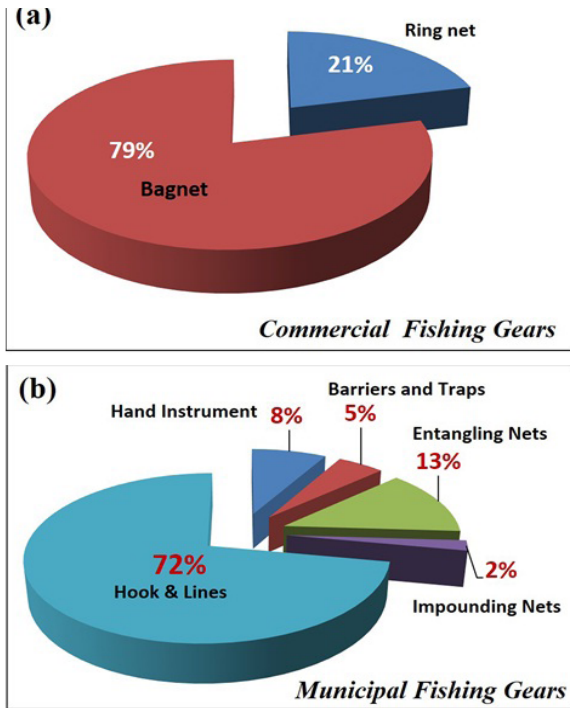 (a)
Ring net
21%
79%
Bagnet
Commercial Fishing Gears
(b)
Barriers and Traps
5%
Hand Instrument
8%
Entangling Nets
13%
72%
Hook & Lines
2%
Impounding Nets
Municipal Fishing Gears